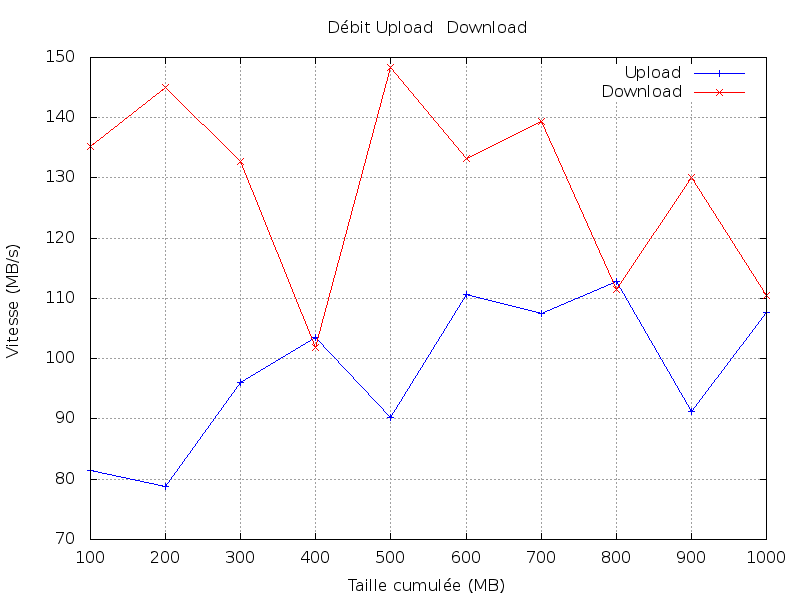 Débit Upload  Download
150
140
130
120
110
100
90
80
70
Vitesse (MB/s)
Upload
Download
100 200 300 400 500 600 700 800 900 1000
Taille cumulée (MB)